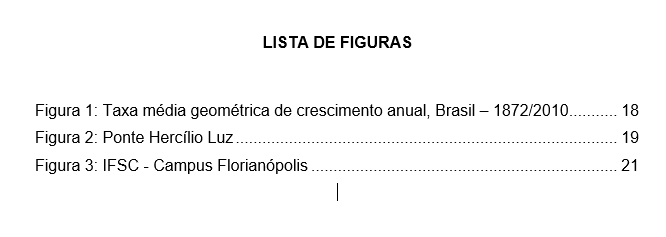 LISTA DE FIGURAS
Figura 1: Taxa média geométrica de crescimento anual, Brasil – 1872/2010........... 18
Figura 2: Ponte Hercílio Luz....................................................................................... 19
Figura 3: IFSC - Campus Florianópolis ...................................................................... 21